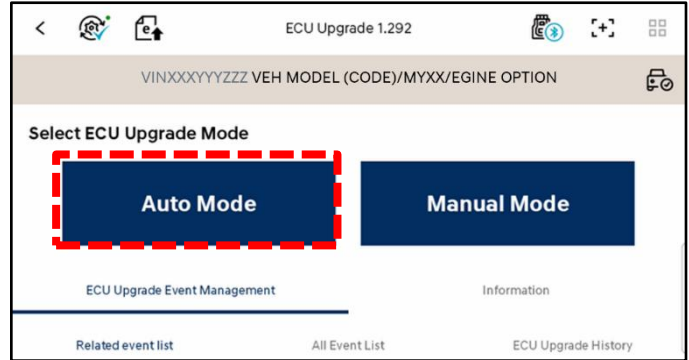 ECU Upgrade 1.292
VINXXXYYYZZZ VEH MODEL (CODE)/MYXX/EGINE OPTION
Select ECU Upgrade Mode
Auto Mode Manual Mode
ECU Upgrade Event Management Information
Related event list All Event List ECU Upgrade History